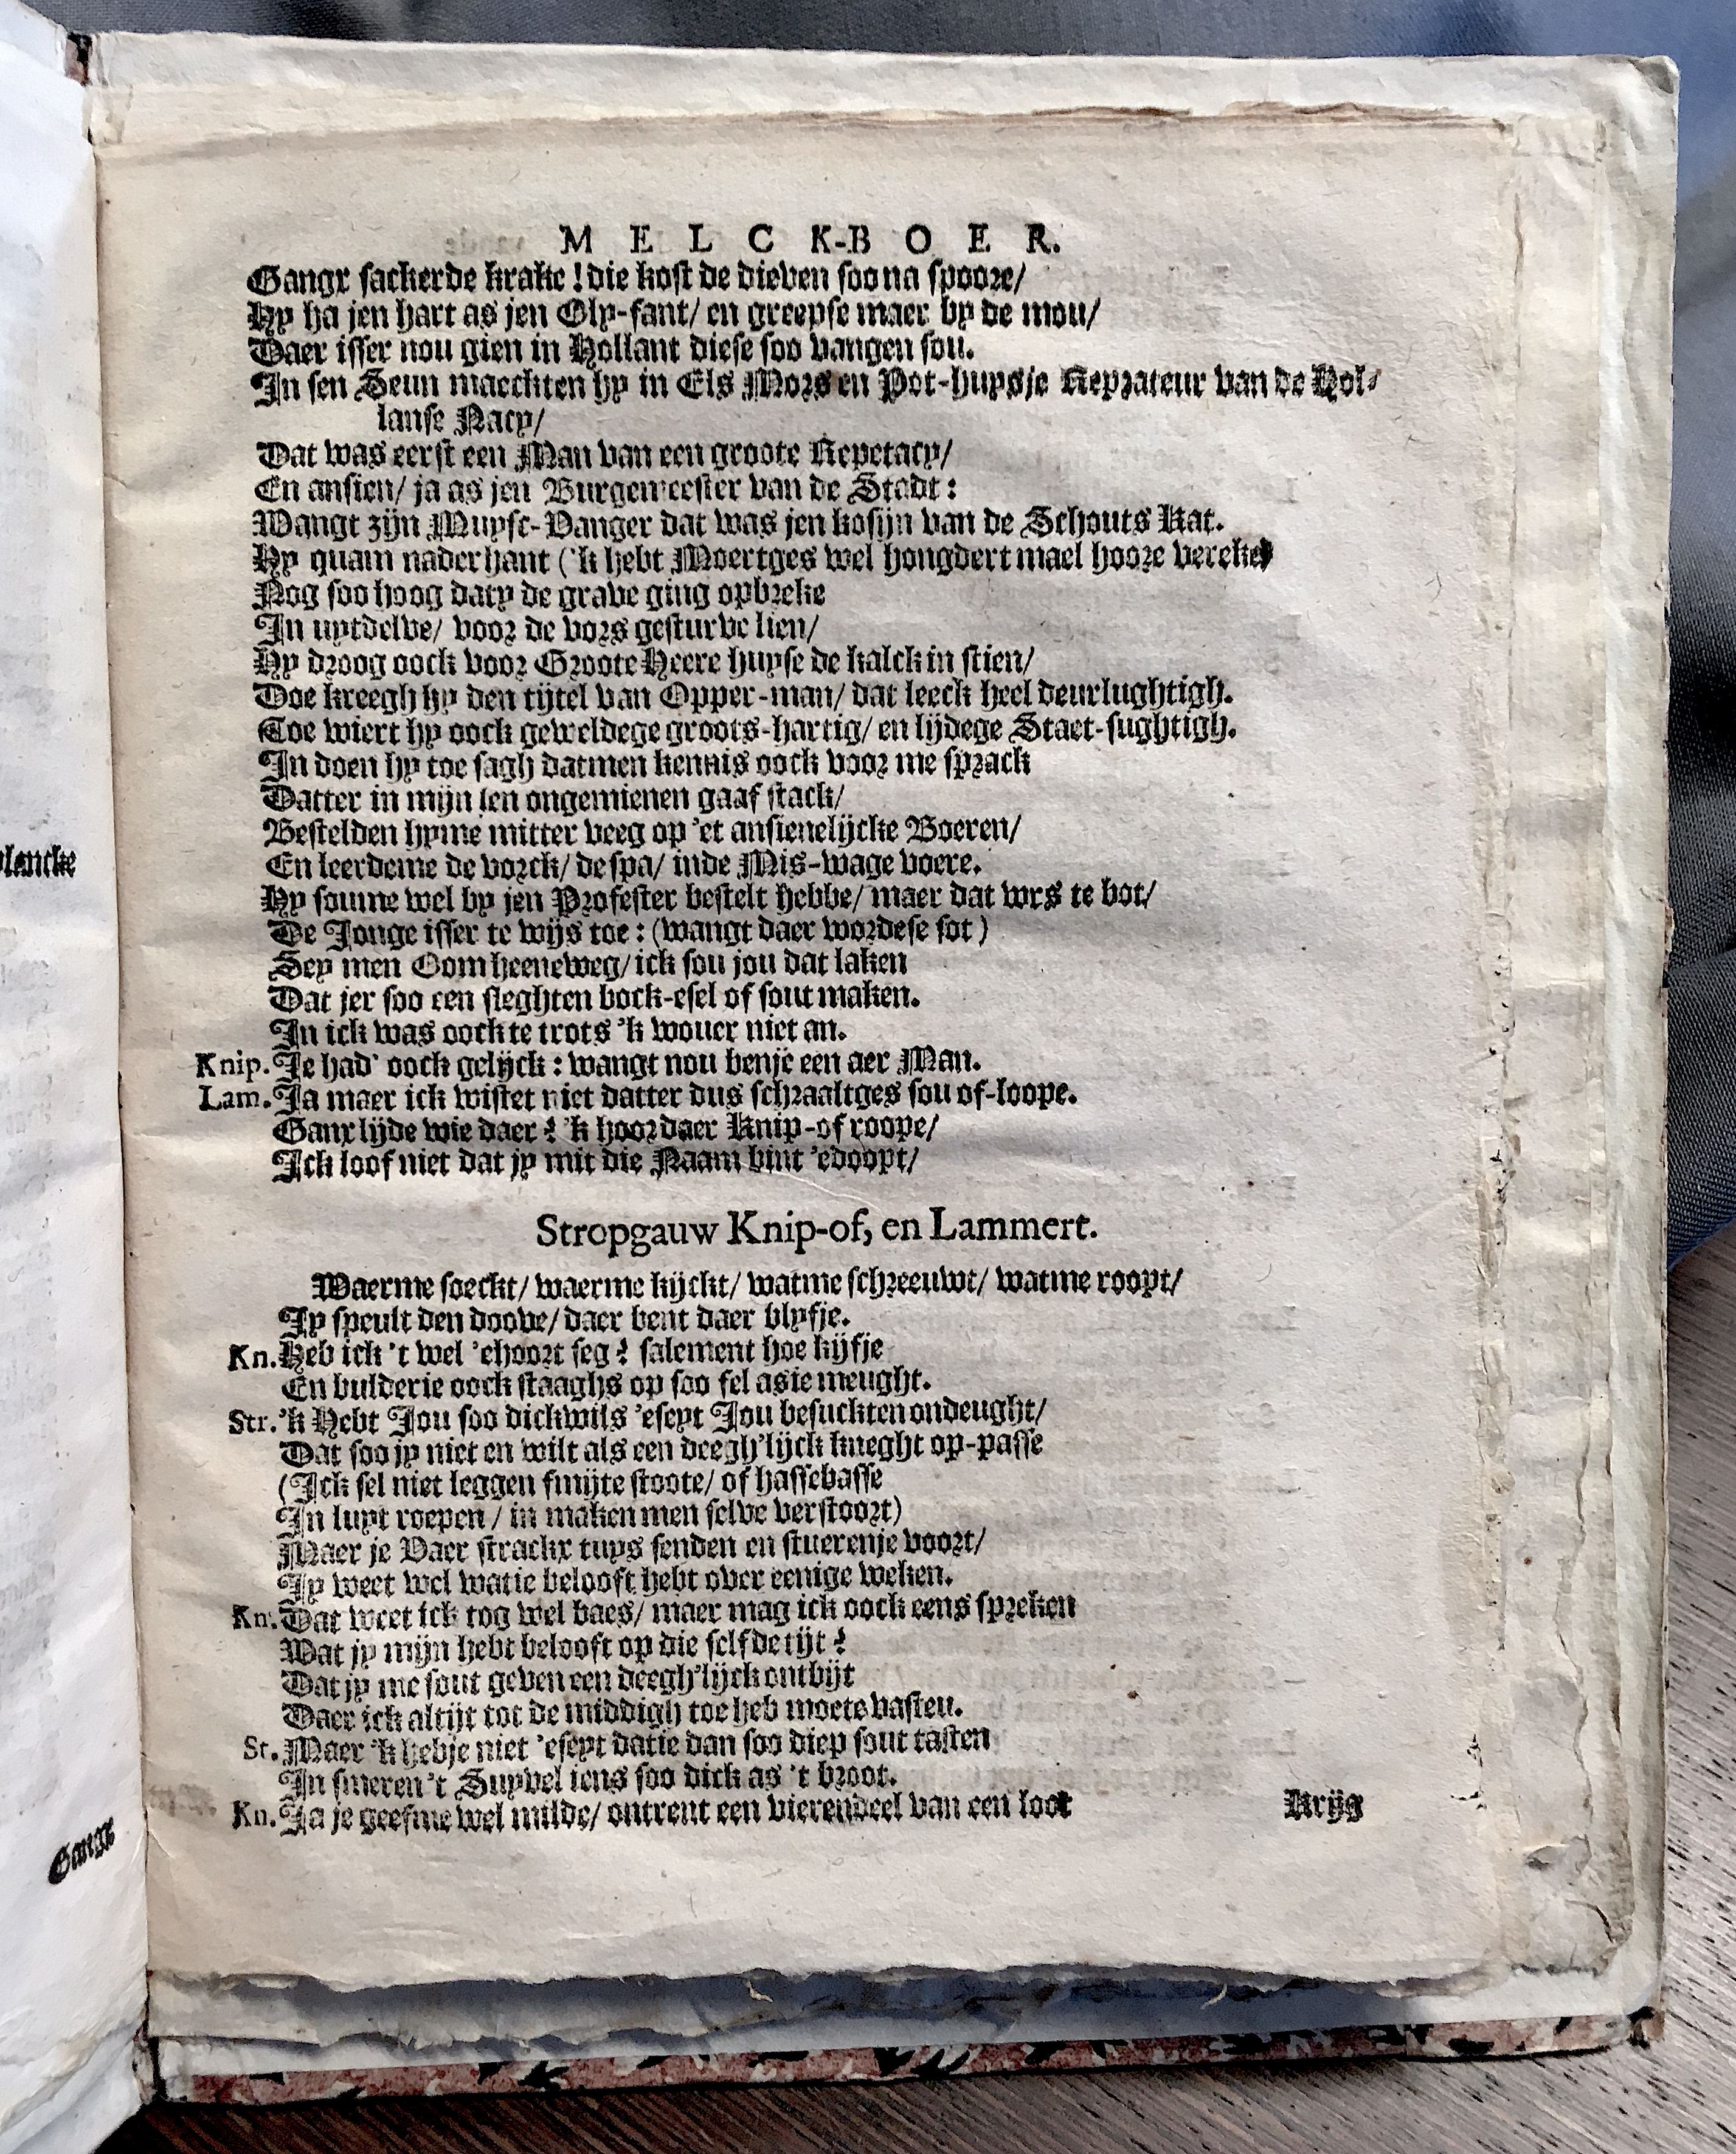 MELCK-BOER.
Gangx sackerde krake! die kost de dieven soo na spoore/
Hy ha jen hart as jen Oly-fant/ en greepse maer by de mou/
Daer isser nou gien in Hollant diese soo vangen sou.
In sen Seun maeckten hy in Els Mors en Pot-huysje Reprateur van de Hol-
lanse Nacy/
Dat was eerst een Man van een groote Repetacy/
En ansien/ ja as jen Burgemeester van de Stadt:
Wangt zijn Muyse-Vanger dat was jen kosijn van de Schouts Kat.
Hy quam naderhant ('k hebt Moertges wel hongdert mael hoore vereke)
Nog soo hoog daty de grave ging opbreke
In uytdelve/ voor de vors gesturve lien/
Hy droog oock voor Groote Heere huyse de kalck in stien/
Doe kreegh hy den tijtel van Opper-man/ dat leeck heel deurlughtigh.
Toe wiert hy oock geweldege groots-hartig/ en lijdege Staet-sughtigh.
In doen hy toe sagh datmen kennis oock voor me sprack
Datter in mijn jen ongemienen gaaf stack/
Bestelden hyme mitter veeg op 'et ansienelijcke Boeren/
En leerdeme de vorck/ de spa/ inde Mis-wage voere.
Hy soume wel by jen Profester bestelt hebbe/ maer dat wrs te bot/
De Jonge isser te wijs toe: (wangt daer wordese sot)
Sey men Oom heeneweg/ ick sou jou dat laken
Dat jer soo een sleghten bock-esel of sout maken.
In ick was oock te trots 'k wouer niet an.
Knip. Je had' oock gelijck: wangt nou benje een aer Man.
Lam. Ja maer ick wistet niet datter dus schraaltges sou of-loope.
Ganx lijde wie daer? 'k hoor daer Knip-of roope/
Ick loof niet dat jy mit die Naam bint 'edoopt/
Stropgauw Knip-of, en Lammert.
Waerme soeckt/ waerme kijckt/ watme schreeuwt/ watme roopt/
Jy speult den doove/ daer bent daer blyfje.
Kn. Heb ick 't wel 'ehoort seg? salement hoe kijfje
En bulderie oock staaghs op soo fel asie meught.
Str. 'k Hebt Jou soo dickwils 'eseyt Jou besuckten ondeught/
Dat soo jy niet en wilt als een deegh'lijck kneght op-passe
(Ick sel niet leggen smijte stoote/ of hassebasse
In luyt roepen/ in maken men selve verstoort)
Maer je Vaer strackx tuys senden en stuerenje voort/
Jy weet wel watie belooft hebt over eenige weken.
Kn. Dat weet ick tog wel baes/ maer mag ick oock eens spreken
Wat jy mijn hebt belooft op die selfde tijt?
Dat jy me sout geven een deegh'lijck ontbijt
Daer ick altijt tot de middigh toe heb moete vasten.
St. Maer 'k hebje niet 'eseyt datie dan soo diep sout tasten
In smeren 't Suyvel iens soo dick as 't broot.
Kn. Ja je geefme wel milde/ ontrent een vierendeel van een loot
Krijg
lancke
Gangx